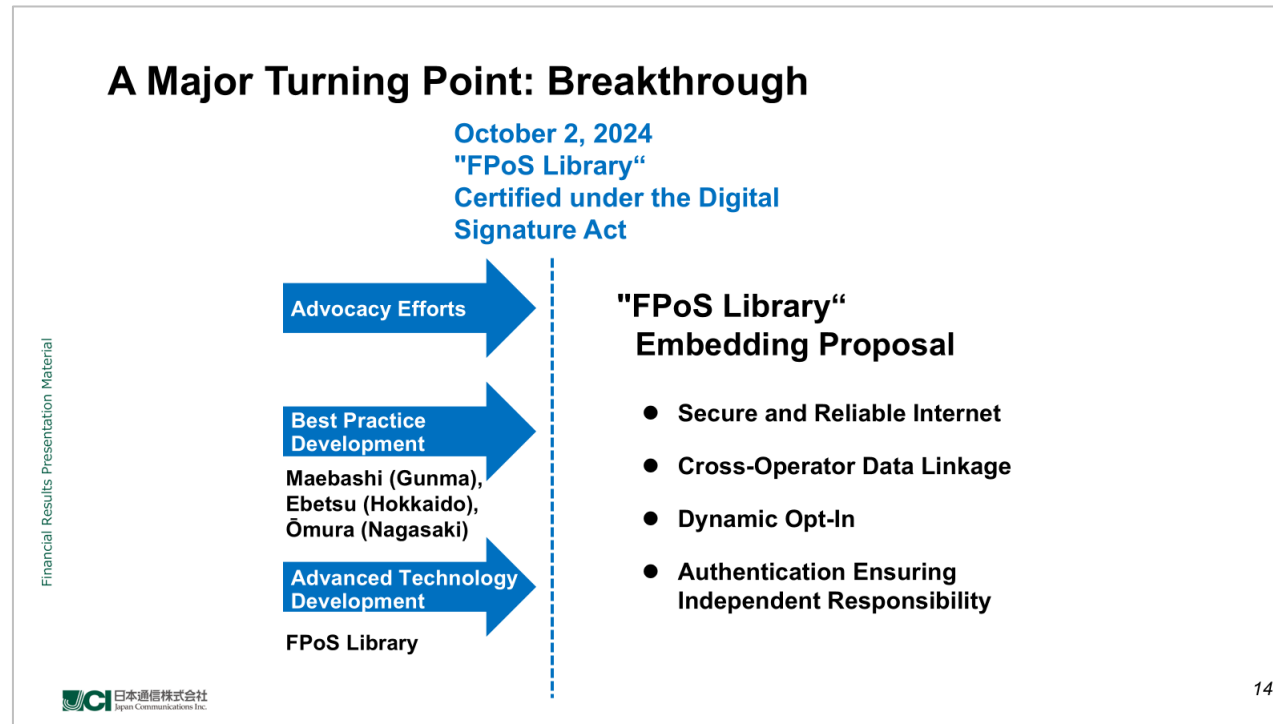 A Major Turning Point: Breakthrough
October 2, 2024
"FPoS Library“
Certified under the Digital
Signature Act
Advocacy Efforts
Best Practice
Development
Maebashi (Gunma),
Ebetsu (Hokkaido),
Ōmura (Nagasaki)
Advanced Technology
Development
FPoS Library
"FPoS Library“
Embedding Proposal
● Secure and Reliable Internet
● Cross-Operator Data Linkage
● Dynamic Opt-In
● Authentication Ensuring
Independent Responsibility
Financial Results Presentation Material
JCI 日本通信株式会社
Japan Communications Inc.
14